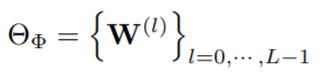 Θ_Φ = {W^(l)}_{l=0,⋯,L−1}